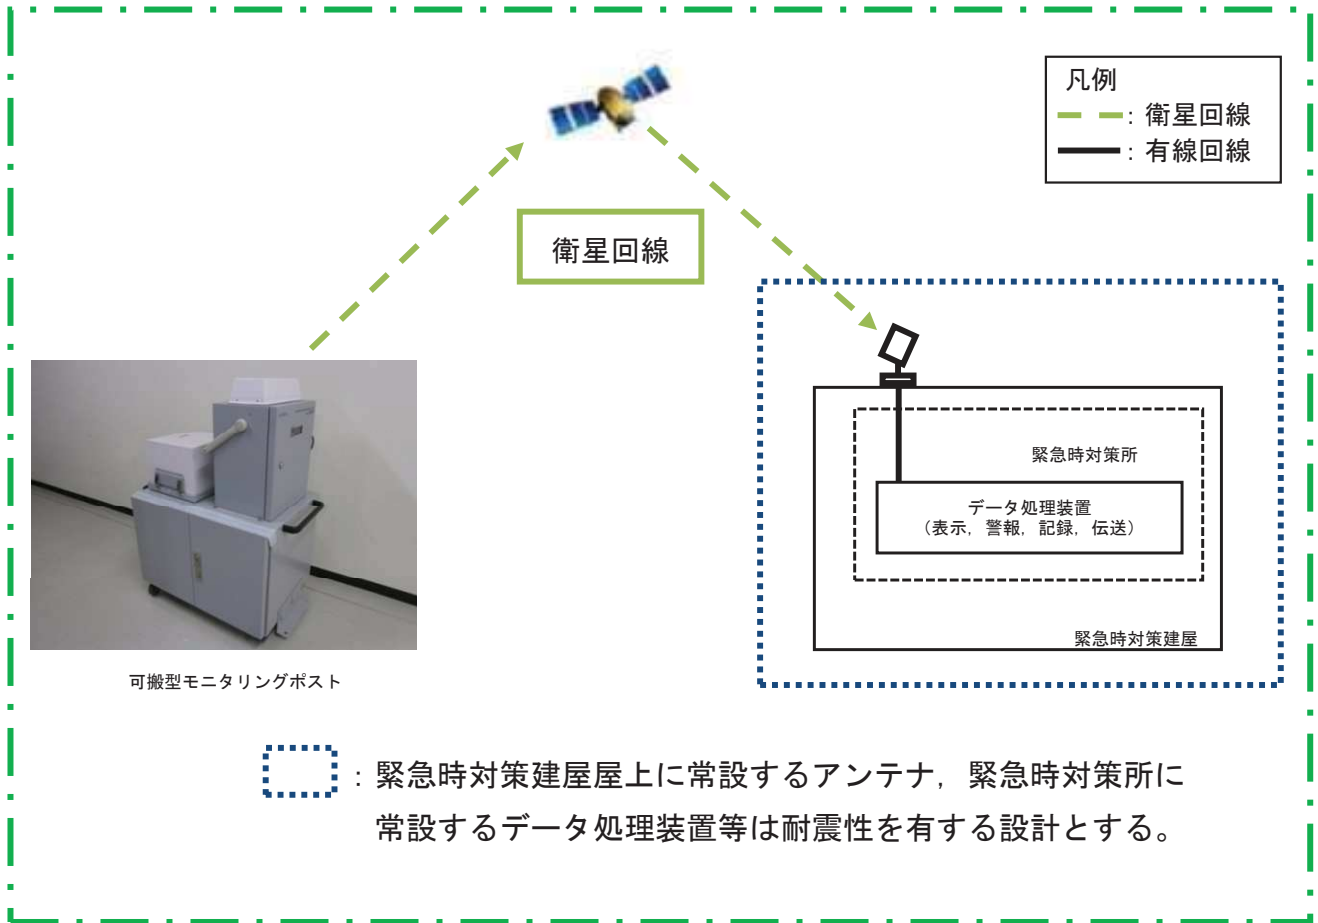 凡例
: 衛星回線
: 有線回線
衛星回線
緊急時対策所
データ処理装置
（表示，警報，記録，伝送）
緊急時対策建屋
可搬型モニタリングポスト
: 緊急時対策建屋屋上に常設するアンテナ，緊急時対策所に
常設するデータ処理装置等は耐震性を有する設計とする。